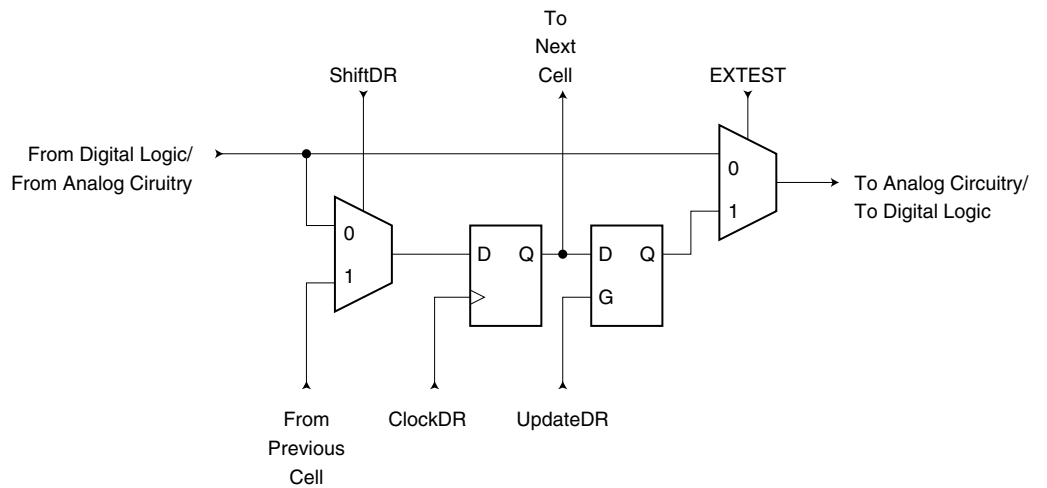 To
Next
Cell
ShiftDR
EXTEST
From Digital Logic/
From Analog Ciruitry
0
1
To Analog Circuitry/
To Digital Logic
0
1
D Q
D Q
G
From
Previous
Cell
ClockDR
UpdateDR